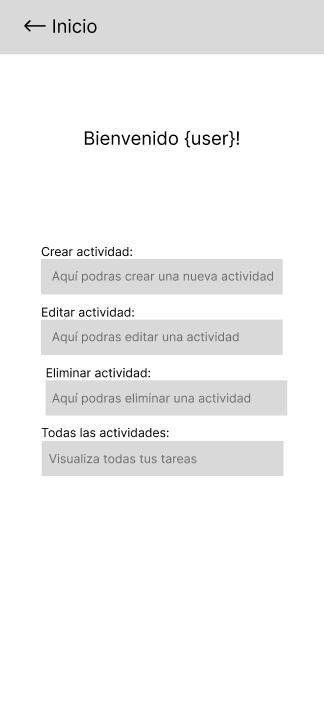 Inicio
Bienvenido {user}!
Crear actividad:
Aquí podras crear una nueva actividad
Editar actividad:
Aquí podras editar una actividad
Eliminar actividad:
Aquí podras eliminar una actividad
Todas las actividades:
Visualiza todas tus tareas